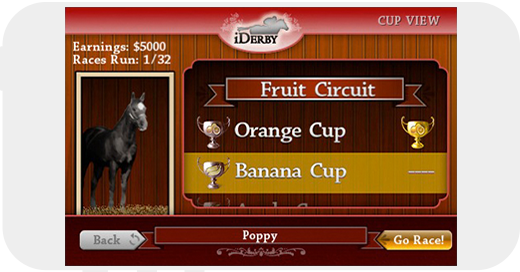 iDERBY
CUP VIEW
Earnings: $5000
Races Run: 1/32
Fruit Circuit
Orange Cup
Banana Cup
----
Back
Poppy
Go Race!